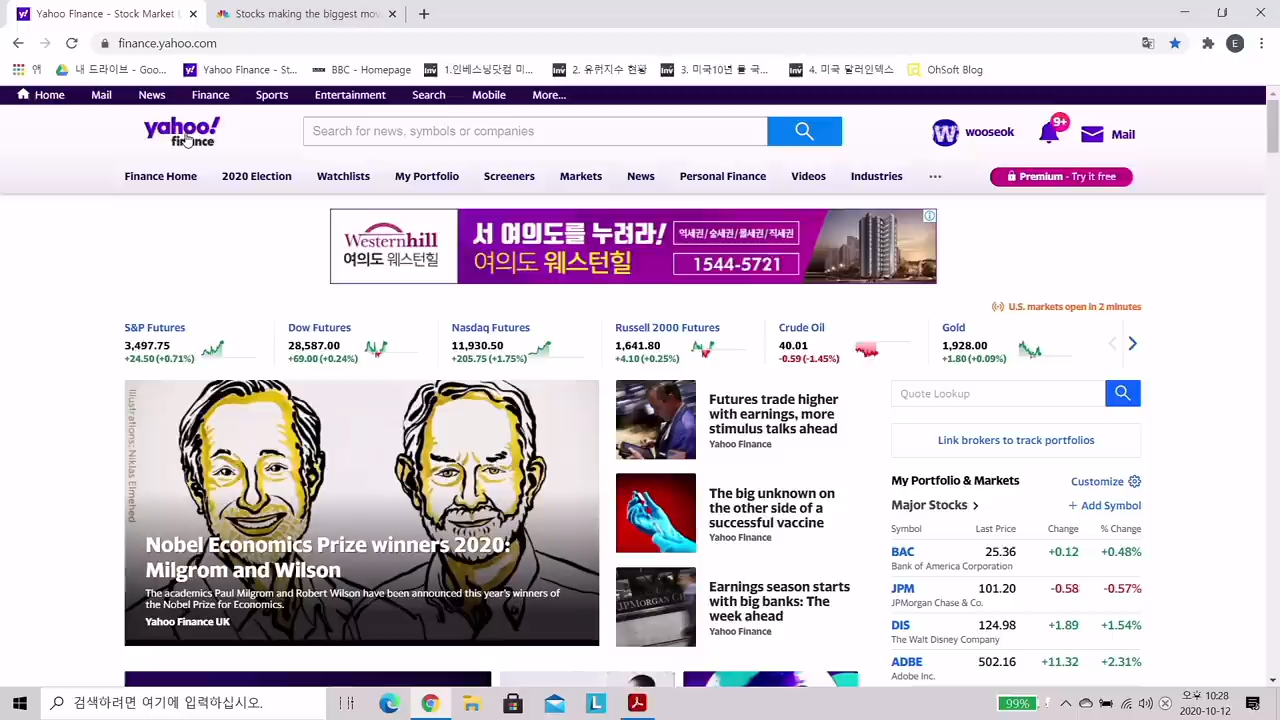 Yahoo Finance - Stock Market L
Stocks making the biggest mov
finance.yahoo.com
E
앱
내 드라이브 - Goo...
Yahoo Finance - St...
BBC - Homepage
1.인베스닝닷컴 미...
2. 유뤄지수 현황
3. 미국10년 률 국...
4. 미국 달러인덱스
OhSoft Blog
Home
Mail
News
Finance
Sports
Entertainment
Search
Mobile
More...
yahoo!
finance
Search for news, symbols or companies
wooseok
9+
Mail
Finance Home
2020 Election
Watchlists
My Portfolio
Screeners
Markets
News
Personal Finance
Videos
Industries
Premium - Try it free
Westernhill
여의도 웨스턴힐
서 여의도를 누려라!
여의도 웨스턴힐
역세권/숲세권/몰세권/직세권
1544-5721
U.S. markets open in 2 minutes
S&P Futures
3,497.75
+24.50 (+0.71%)
Dow Futures
28,587.00
+69.00 (+0.24%)
Nasdaq Futures
11,930.50
+205.75 (+1.75%)
Russell 2000 Futures
1,641.80
+4.10 (+0.25%)
Crude Oil
40.01
-0.59 (-1.45%)
Gold
1,928.00
+1.80 (+0.09%)
Illustrations: Niklas Elmehed
Nobel Economics Prize winners 2020:
Milgrom and Wilson
The academics Paul Milgrom and Robert Wilson have been announced this year's winners of
the Nobel Prize for Economics.
Yahoo Finance UK
Futures trade higher
with earnings, more
stimulus talks ahead
Yahoo Finance
The big unknown on
the other side of a
successful vaccine
Yahoo Finance
JPMORGAN
Earnings season starts
with big banks: The
week ahead
Yahoo Finance
Quote Lookup
Link brokers to track portfolios
My Portfolio & Markets
Customize
Major Stocks
+ Add Symbol
Symbol
Last Price
Change
% Change
BAC
25.36
+0.12
+0.48%
Bank of America Corporation
JPM
101.20
-0.58
-0.57%
JPMorgan Chase & Co.
DIS
124.98
+1.89
+1.54%
The Walt Disney Company
ADBE
502.16
+11.32
+2.31%
Adobe Inc.
검색하려면 여기에 입력하십시오.
99%
오후 10:28
2020-10-12